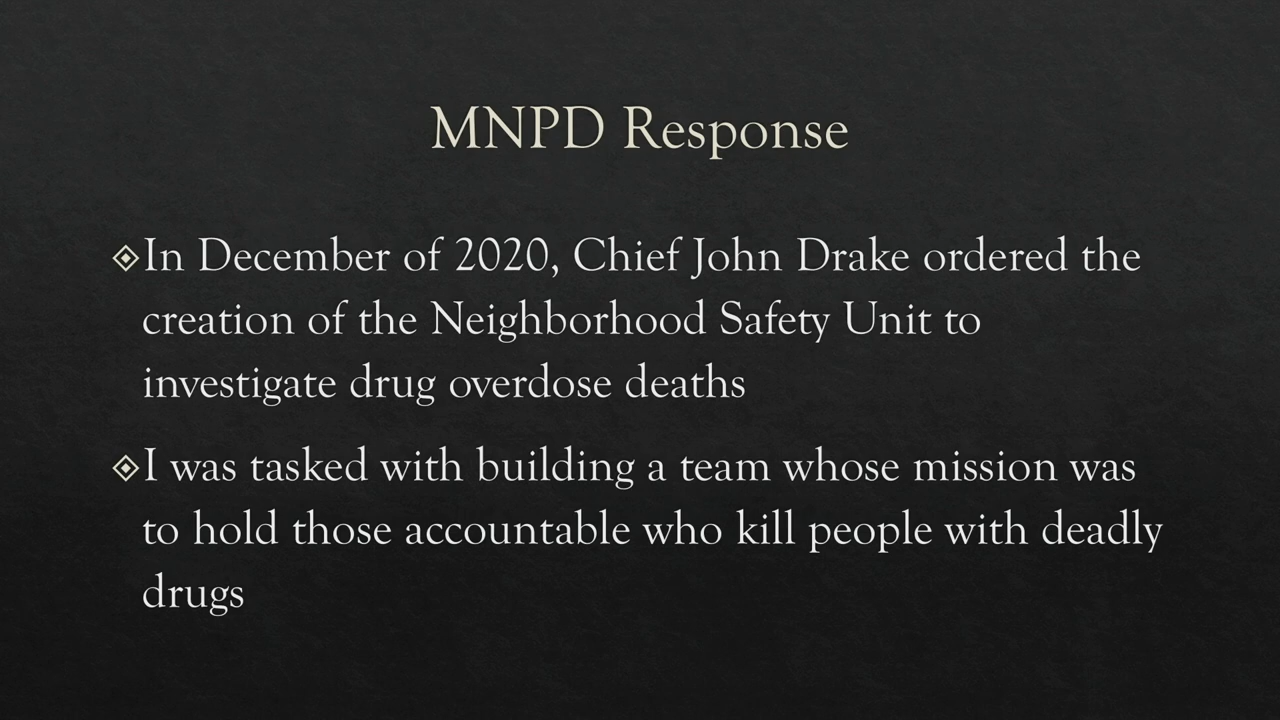 MNPD Response
In December of 2020, Chief John Drake ordered the
creation of the Neighborhood Safety Unit to
investigate drug overdose deaths
I was tasked with building a team whose mission was
to hold those accountable who kill people with deadly
drugs